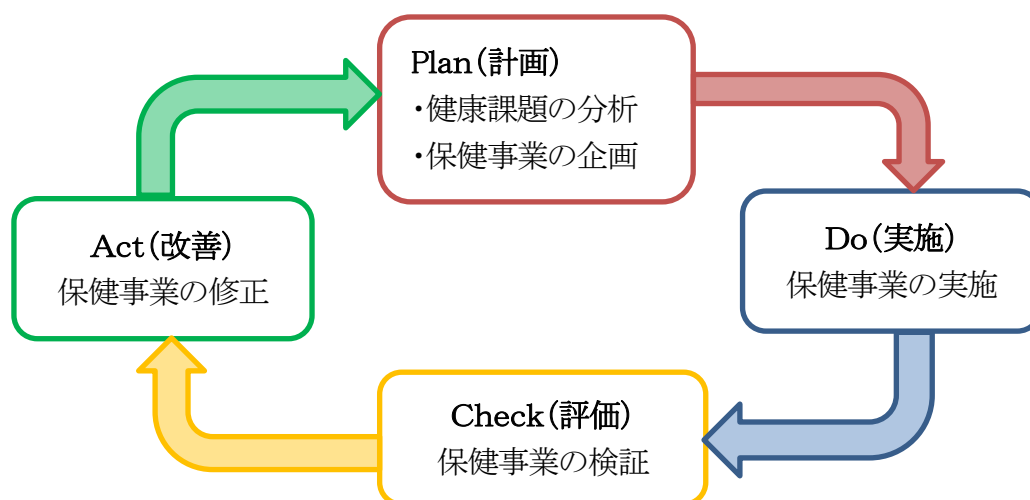 Plan(計画)
・健康課題の分析
・保健事業の企画
Do(実施)
保健事業の実施
Check(評価)
保健事業の検証
Act(改善)
保健事業の修正